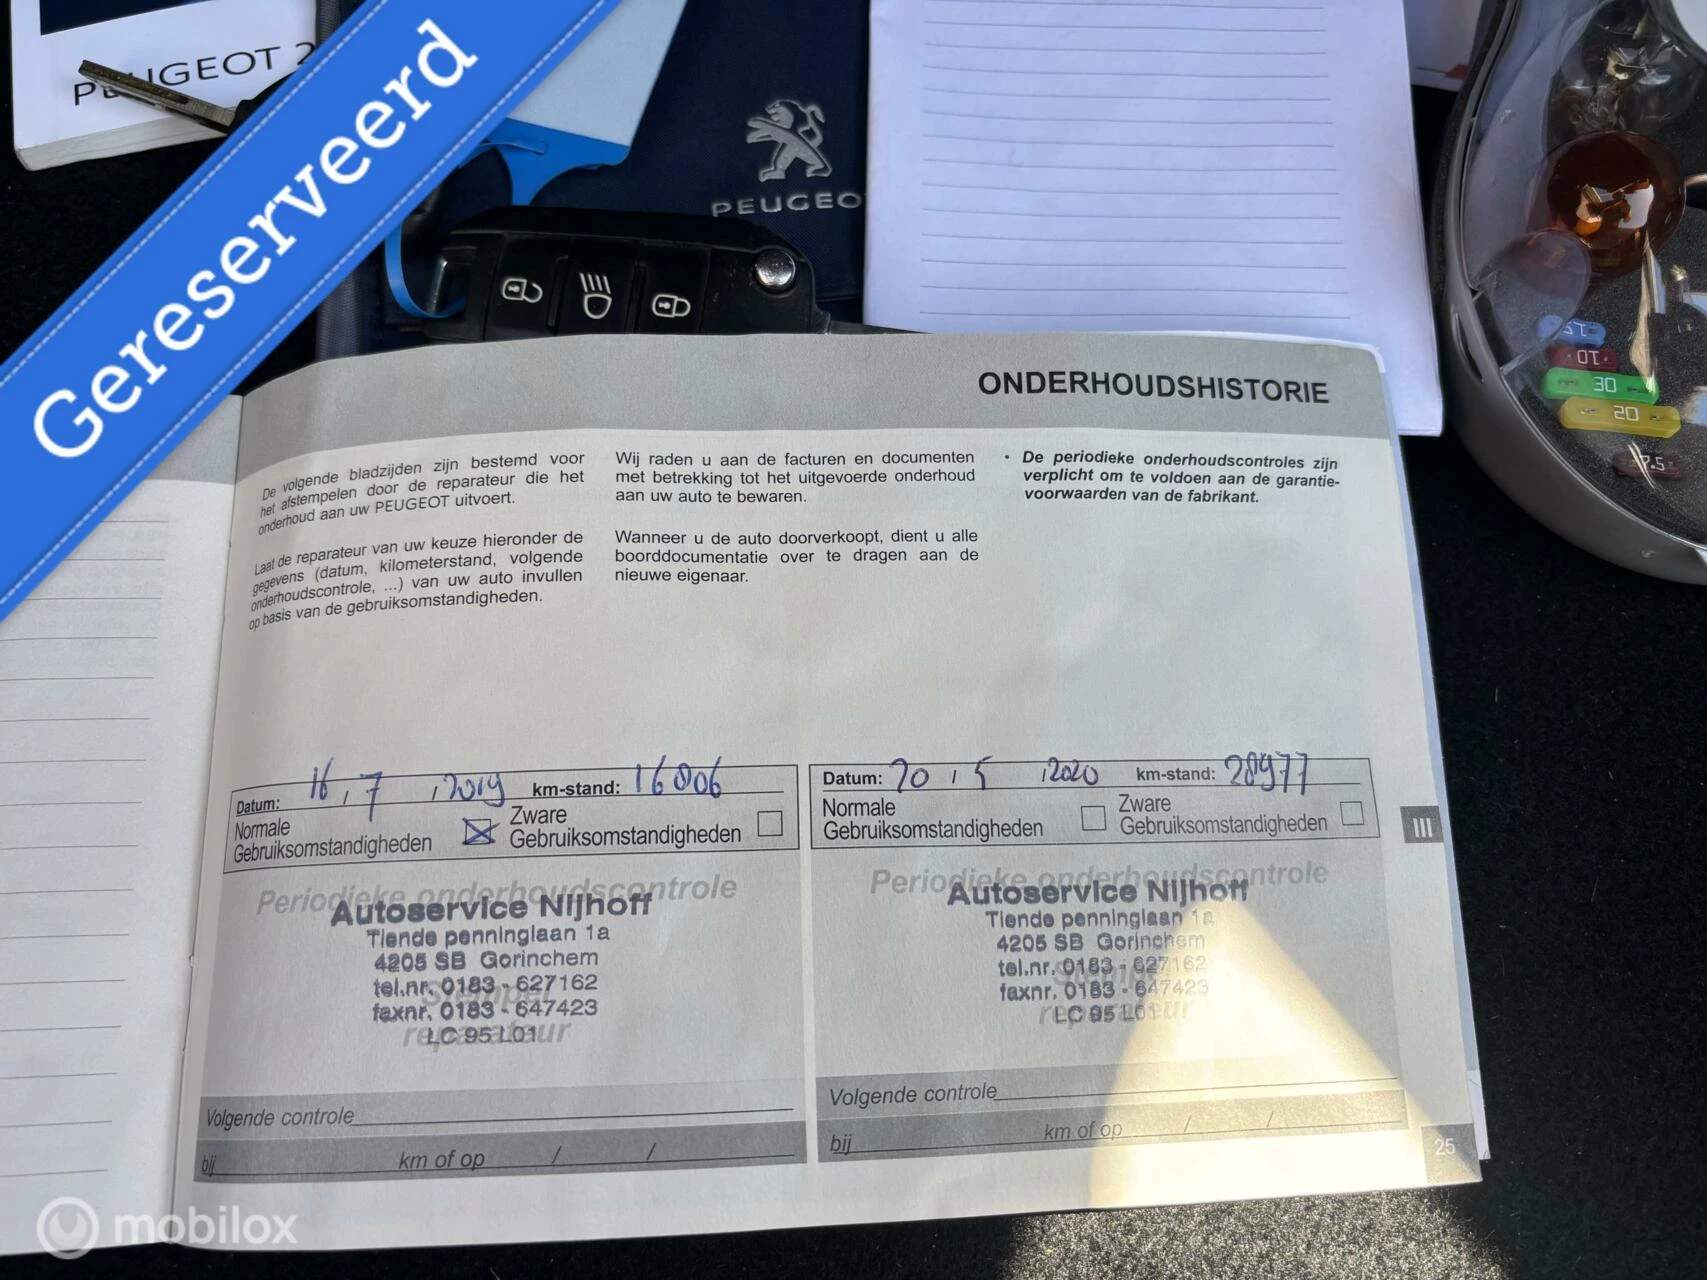 Gereserveerd
PEUGEOT 2
PEUGEO
ONDERHOUDSHISTORIE
De volgende bladzijden zijn bestemd voor
het afstempelen door de reparateur die het
onderhoud aan uw PEUGEOT uitvoert.
Laat de reparateur van uw keuze hieronder de
gegevens (datum, kilometerstand, volgende
onderhoudscontrole, ...) van uw auto invullen
op basis van de gebruiksomstandigheden.
Wij raden u aan de facturen en documenten
met betrekking tot het uitgevoerde onderhoud
aan uw auto te bewaren.
Wanneer u de auto doorverkoopt, dient u alle
boorddocumentatie over te dragen aan de
nieuwe eigenaar.
• De periodieke onderhoudscontroles zijn
verplicht om te voldoen aan de garantie-
voorwaarden van de fabrikant.
15
10
30
20
7.5
Datum: 16 / 7 / 2019 km-stand: 16006
Normale
Gebruiksomstandigheden
Zware
Gebruiksomstandigheden
Periodieke onderhoudscontrole
Autoservice Nijhoff
Tiende penninglaan 1a
4205 SB Gorinchem
tel.nr. 0183 - 627162
Stempel
faxnr. 0183 - 647423
reparateur
LC 95 L01
Volgende controle
bij km of op / /
Datum: 20 / 5 / 2020 km-stand: 28977
Normale
Gebruiksomstandigheden
Zware
Gebruiksomstandigheden
Periodieke onderhoudscontrole
Autoservice Nijhoff
Tiende penninglaan 1a
4205 SB Gorinchem
tel.nr. 0183 - 627162
Stempel
faxnr. 0183 - 647423
reparateur
LC 95 L01
Volgende controle
bij km of op / /
III
25
mobilox